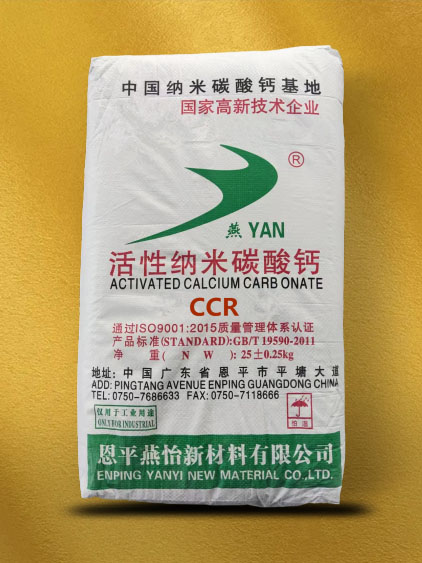 中国纳米碳酸钙基地
国家高新技术企业
®
燕 YAN
活性纳米碳酸钙
ACTIVATED CALCIUM CARBONATE
CCR
通过ISO9001:2015质量管理体系认证
产品标准(STANDARD):GB/T 19590-2011
净 重(N W):25±0.25kg
地址:中国广东省恩平市平塘大道
ADD:PINGTANG AVENUE ENPING GUANGDONG CHINA
TEL:0750-7686633 FAX:0750-7118666
仅用于工业用途
ONLY FOR INDUSTRIAL
怕湿
恩平燕怡新材料有限公司
ENPING YANYI NEW MATERIAL CO.,LTD.